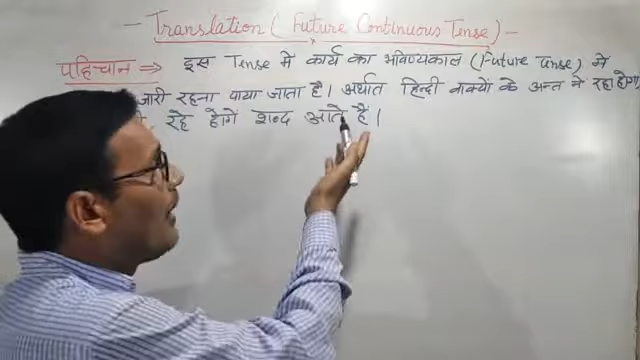 - Translation (Future Continuous Tense) -
पहिचान ⇒ इस Tense में कार्य का भविष्यकाल (Future Tense) में
जारी रहना पाया जाता है। अर्थात हिन्दी वाक्यों के अन्त में रहा होगा,
रहे होंगे शब्द आते हैं।